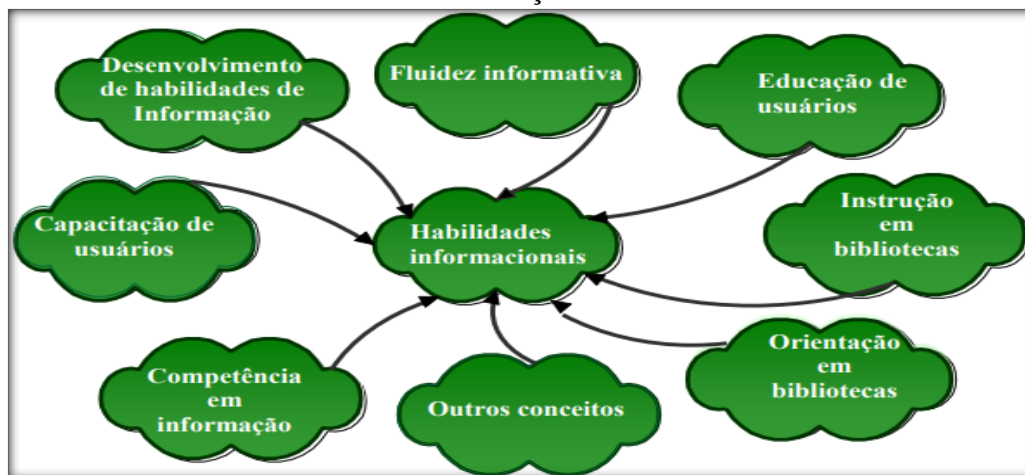 Desenvolvimento
de habilidades de
Informação
Fluidez informativa
Educação de
usuários
Capacitação de
usuários
Habilidades
informacionais
Instrução
em
bibliotecas
Competência
em
informação
Outros conceitos
Orientação
em
bibliotecas